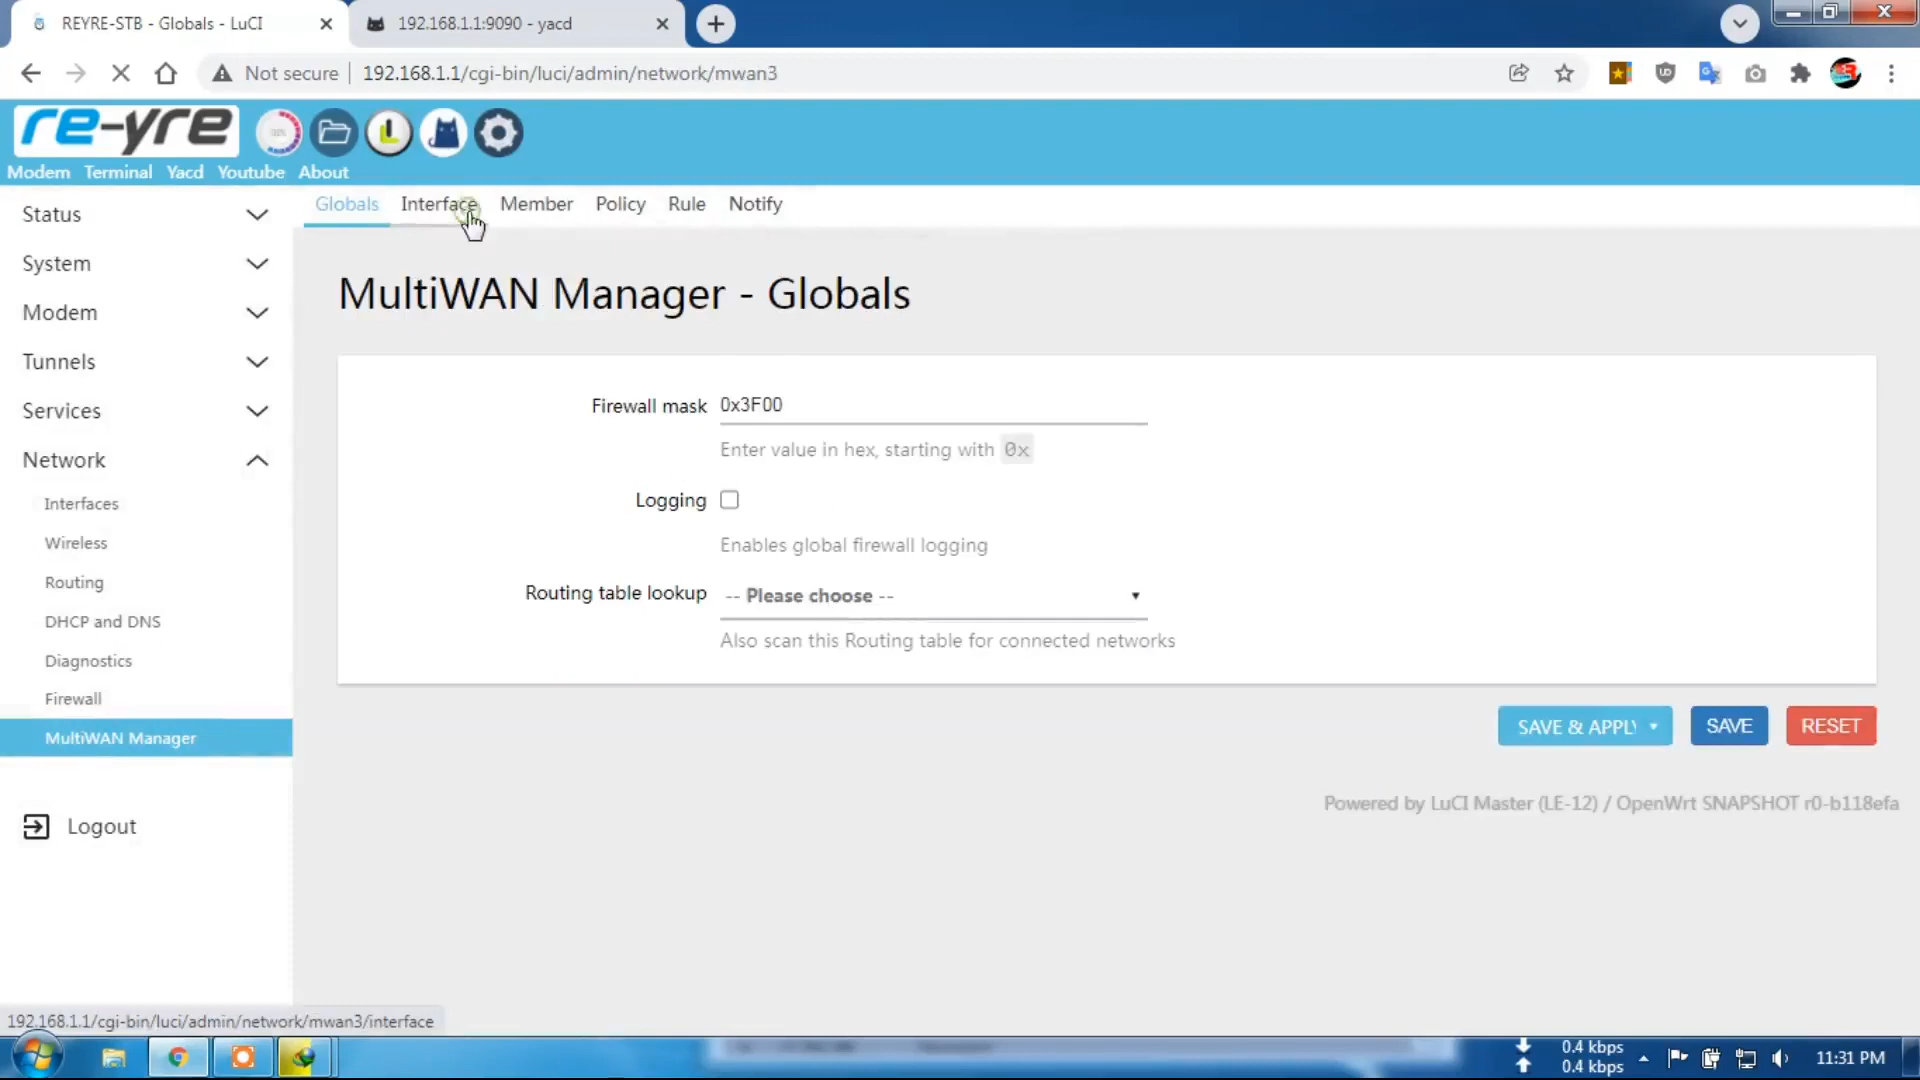 REYRE-STB - Globals - LuCI
192.168.1.1:9090 - yacd
Not secure
192.168.1.1/cgi-bin/luci/admin/network/mwan3
re-yre
Modem Terminal Yacd Youtube About
Globals Interface Member Policy Rule Notify
Status
System
Modem
Tunnels
Services
Network
Interfaces
Wireless
Routing
DHCP and DNS
Diagnostics
Firewall
MultiWAN Manager
Logout
MultiWAN Manager - Globals
Firewall mask 0x3F00
Enter value in hex, starting with 0x
Logging
Enables global firewall logging
Routing table lookup -- Please choose --
Also scan this Routing table for connected networks
SAVE & APPLY SAVE RESET
Powered by LuCI Master (LE-12) / OpenWrt SNAPSHOT r0-b118efa
192.168.1.1/cgi-bin/luci/admin/network/mwan3/interface
0.4 kbps
0.4 kbps
11:31 PM